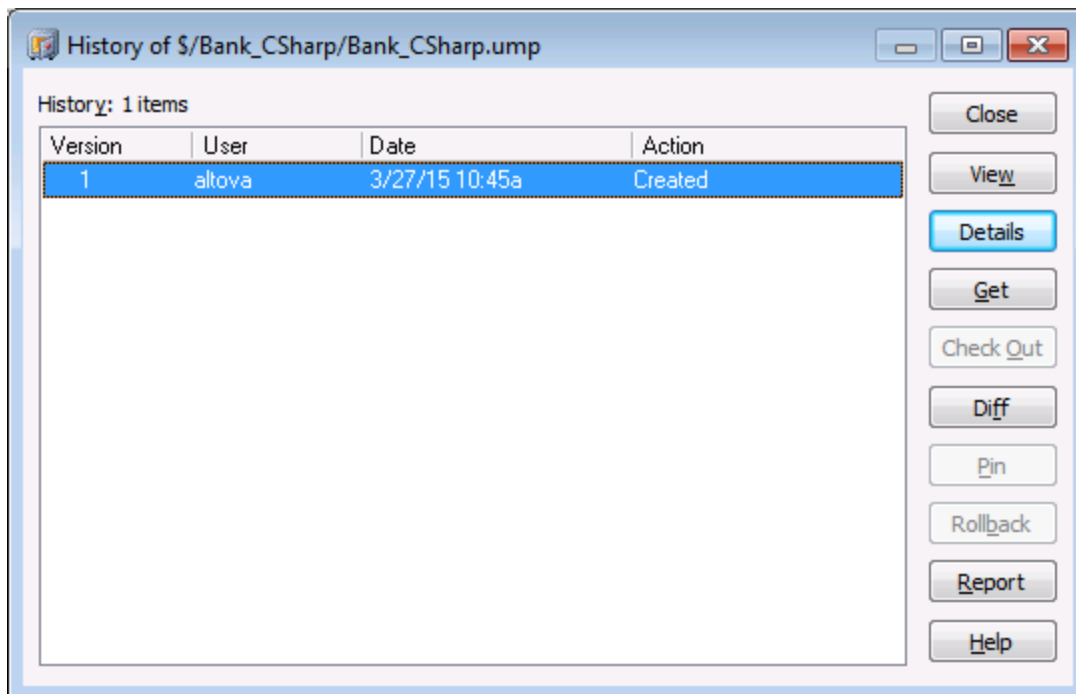 History of $/Bank_CSharp/Bank_CSharp.ump
History: 1 items
Version User Date Action
1 altova 3/27/15 10:45a Created
Close
View
Details
Get
Check Out
Diff
Pin
Rollback
Report
Help